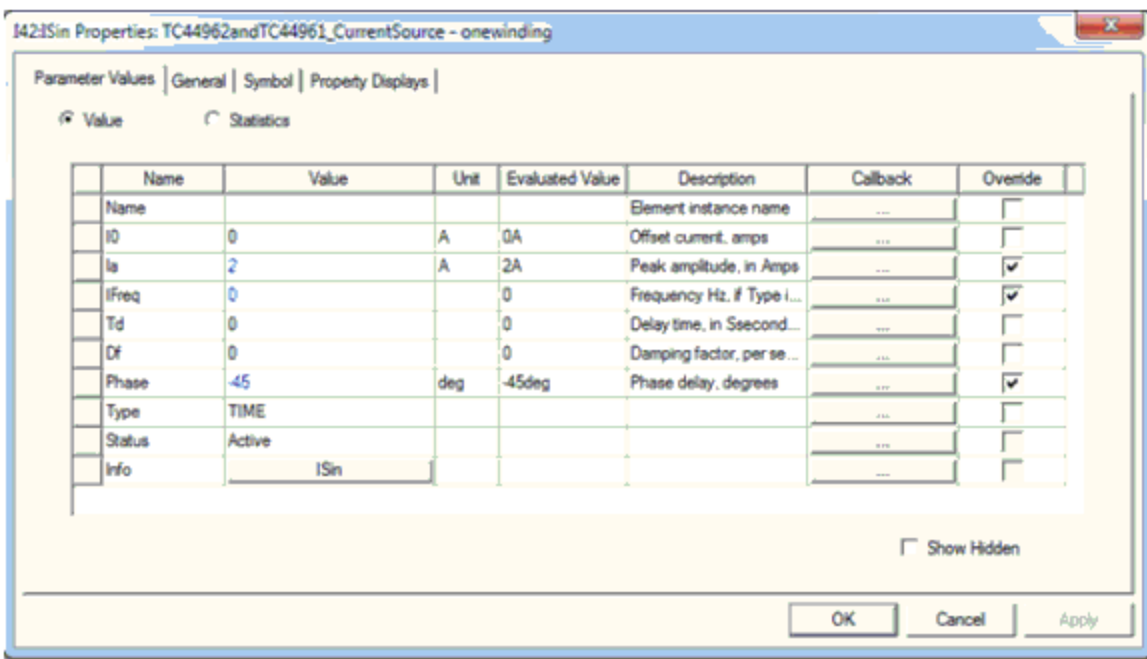 I42:ISin Properties: TC44962andTC44961_CurrentSource - onewinding
Parameter Values General Symbol Property Displays
Value Statistics
Name Value Unit Evaluated Value Description Callback Override
Name Element instance name ...
I0 0 A 0A Offset current, amps ...
Ia 2 A 2A Peak amplitude, in Amps ...
IFreq 0 0 Frequency Hz, if Type i... ...
Td 0 0 Delay time, in Ssecond... ...
Df 0 0 Damping factor, per se... ...
Phase -45 deg -45deg Phase delay, degrees ...
Type TIME ...
Status Active ...
Info ISin ...
Show Hidden
OK Cancel Apply